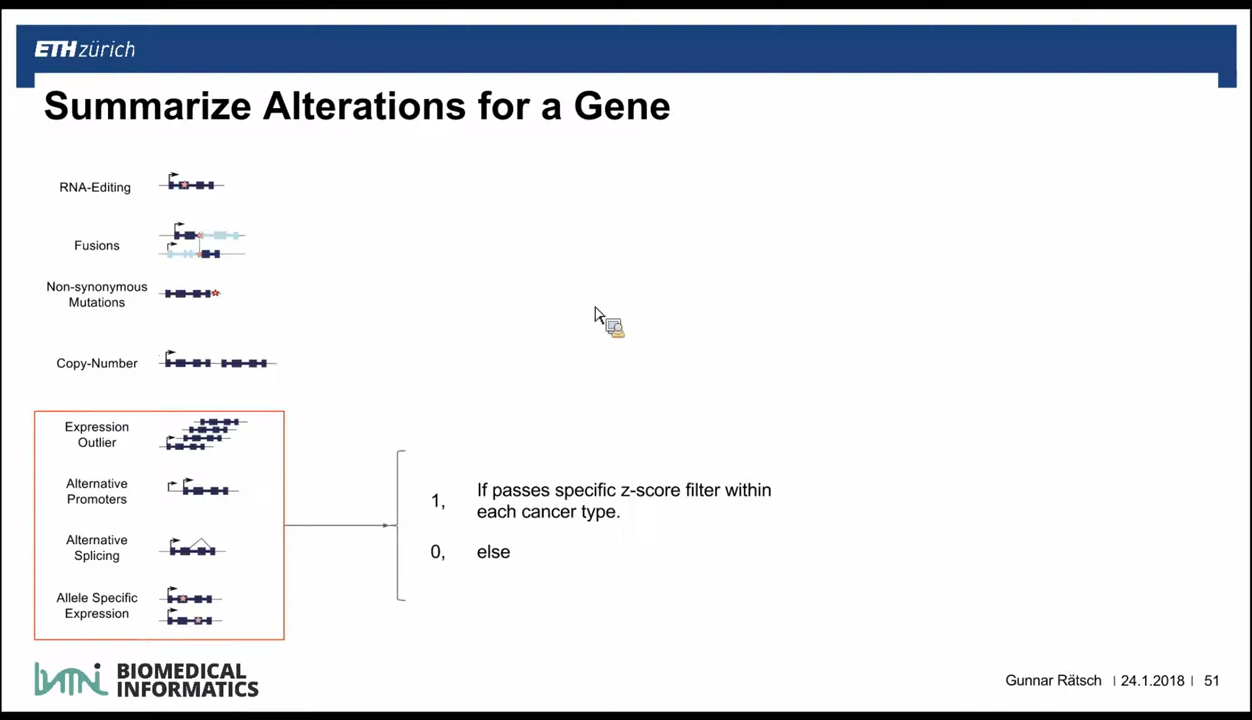 ETH zürich
Summarize Alterations for a Gene
RNA-Editing
Fusions
Non-synonymous
Mutations
Copy-Number
Expression
Outlier
Alternative
Promoters
Alternative
Splicing
Allele Specific
Expression
1, If passes specific z-score filter within
each cancer type.
0, else
BIOMEDICAL
INFORMATICS
Gunnar Rätsch | 24.1.2018 | 51